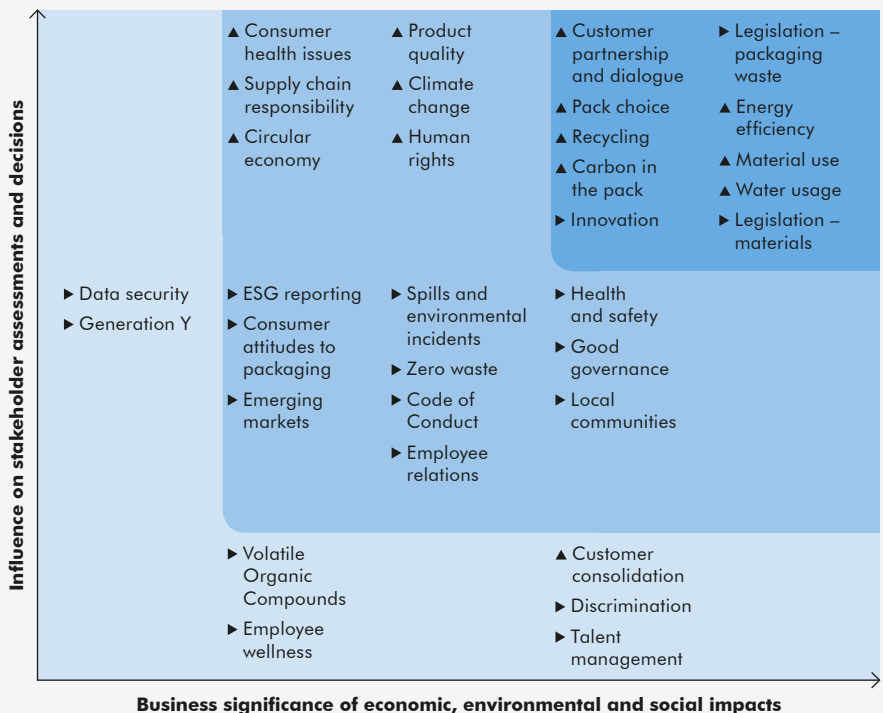 Influence on stakeholder assessments and decisions
▲ Consumer
health issues
▲ Supply chain
responsibility
▲ Circular
economy
▲ Product
quality
▲ Climate
change
▲ Human
rights
▲ Customer
partnership
and dialogue
▲ Pack choice
▲ Recycling
▲ Carbon in
the pack
▶ Innovation
▶ Legislation –
packaging
waste
▲ Energy
efficiency
▲ Material use
▲ Water usage
▶ Legislation –
materials
▶ Data security
▶ Generation Y
▶ ESG reporting
▶ Consumer
attitudes to
packaging
▶ Emerging
markets
▶ Spills and
environmental
incidents
▶ Zero waste
▶ Code of
Conduct
▶ Employee
relations
▶ Health
and safety
▶ Good
governance
▶ Local
communities
▶ Volatile
Organic
Compounds
▶ Employee
wellness
▲ Customer
consolidation
▶ Discrimination
▶ Talent
management
Business significance of economic, environmental and social impacts